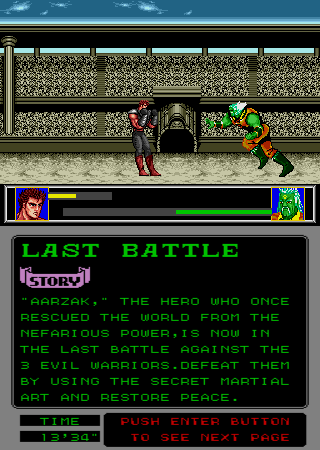 LAST BATTLE
STORY
"AARZAK," THE HERO WHO ONCE
RESCUED THE WORLD FROM THE
NEFARIOUS POWER,IS NOW IN
THE LAST BATTLE AGAINST THE
3 EVIL WARRIORS.DEFEAT THEM
BY USING THE SECRET MARTIAL
ART AND RESTORE PEACE.
TIME
13'34"
PUSH ENTER BUTTON
TO SEE NEXT PAGE